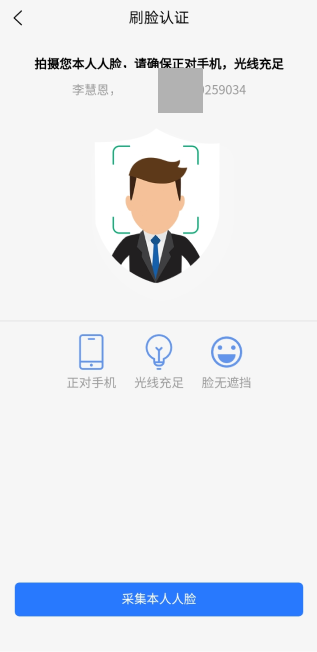 刷脸认证
拍摄您本人人脸，请确保正对手机，光线充足
李慧恩，
0259034
正对手机
光线充足
脸无遮挡
采集本人人脸